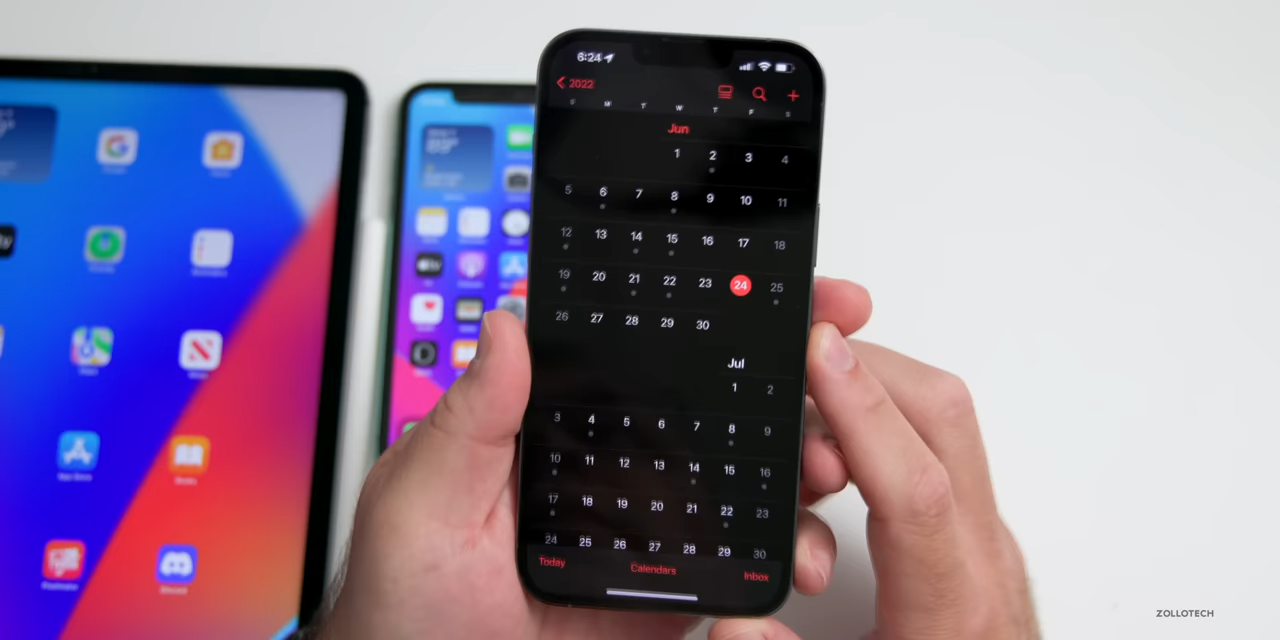 6:24
2022
S M T W T F S
Jun
1 2 3 4
5 6 7 8 9 10 11
12 13 14 15 16 17 18
19 20 21 22 23 24 25
26 27 28 29 30
Jul
1 2
3 4 5 6 7 8 9
10 11 12 13 14 15 16
17 18 19 20 21 22 23
24 25 26 27 28 29 30
Today Calendars Inbox
App Store
Books
ZOLLOTECH